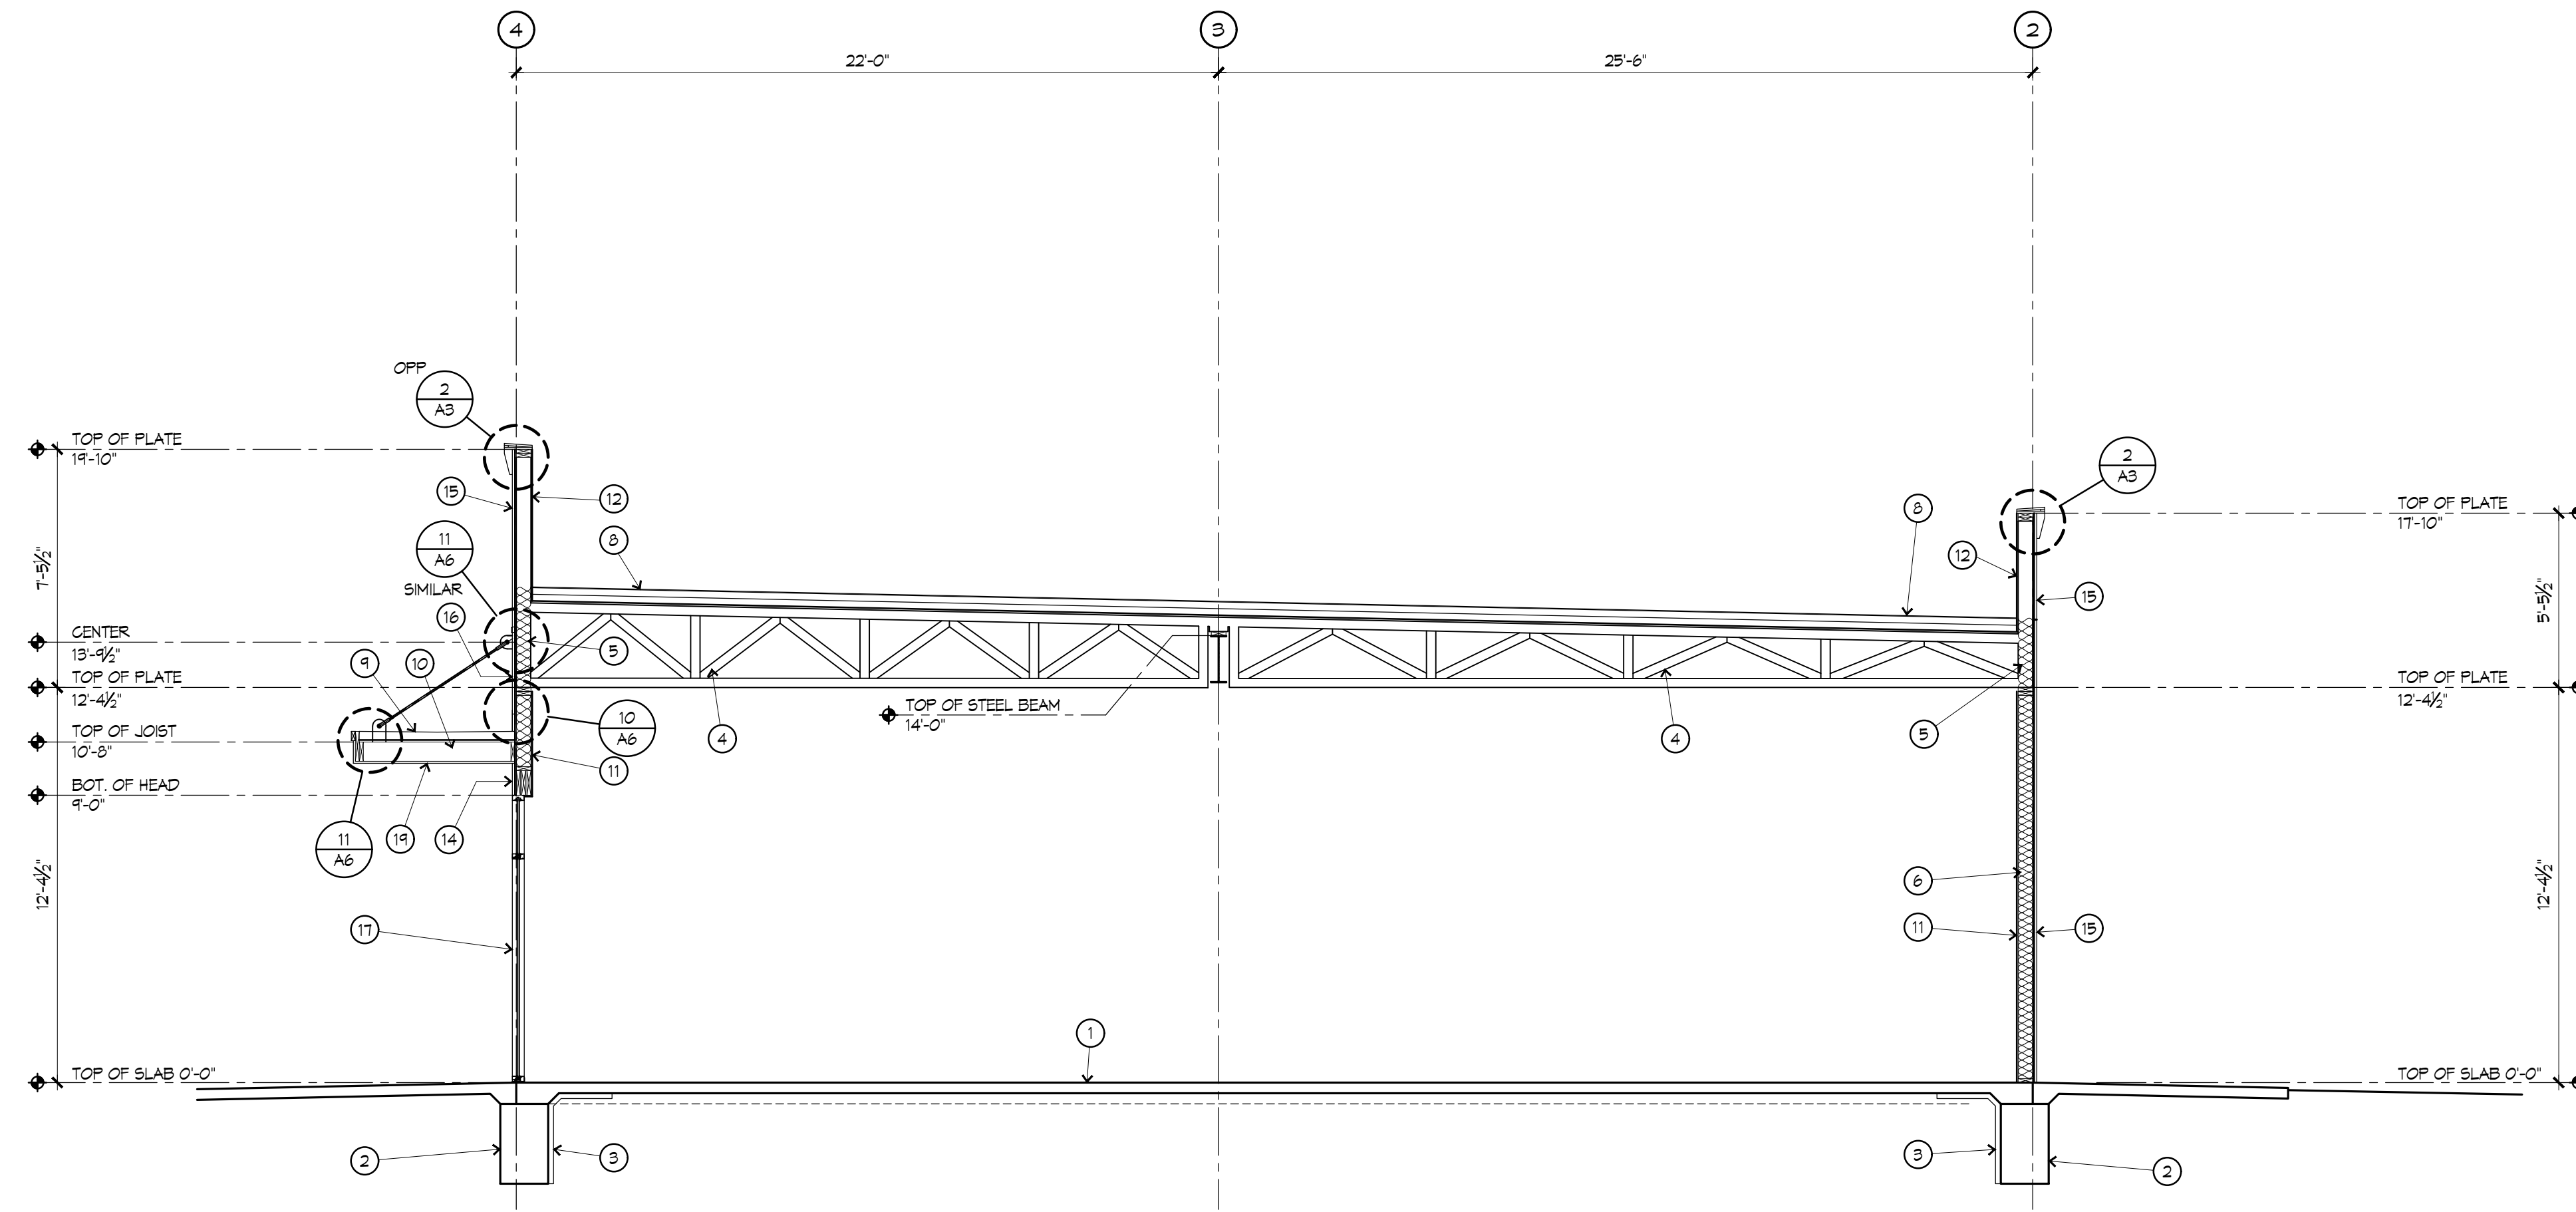 4
3
2
22'-0"
25'-6"
OPP
2
A3
TOP OF PLATE
19'-10"
2
A3
15
12
8
8
TOP OF PLATE
17'-10"
11
A6
SIMILAR
12
7'-5½"
5'-5½"
16
15
CENTER
13'-9½"
5
9
10
TOP OF PLATE
12'-4½"
TOP OF PLATE
12'-4½"
TOP OF STEEL BEAM
14'-0"
10
A6
4
4
5
TOP OF JOIST
10'-8"
11
BOT. OF HEAD
9'-0"
11
A6
19
14
12'-4½"
12'-4½"
6
17
11
15
1
TOP OF SLAB 0'-0"
TOP OF SLAB 0'-0"
2
3
3
2